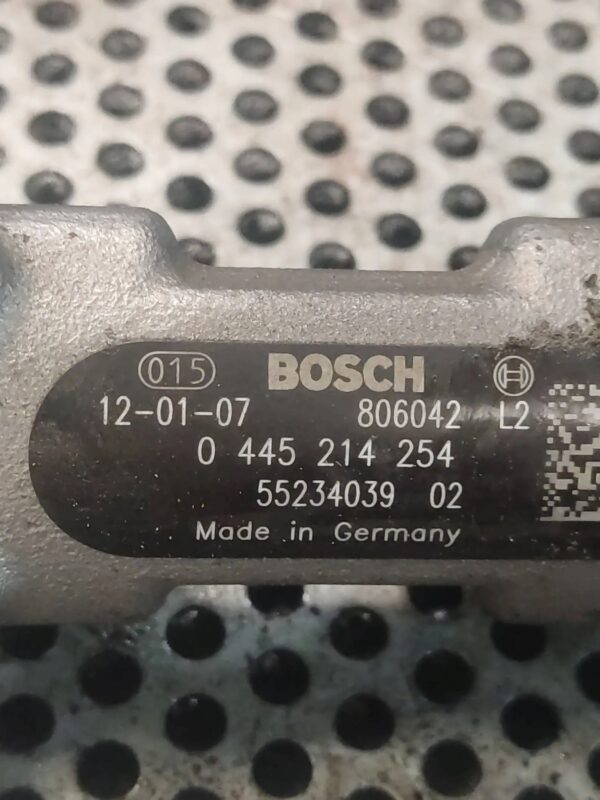 015 BOSCH
12-01-07 806042 L2
0 445 214 254
55234039 02
Made in Germany